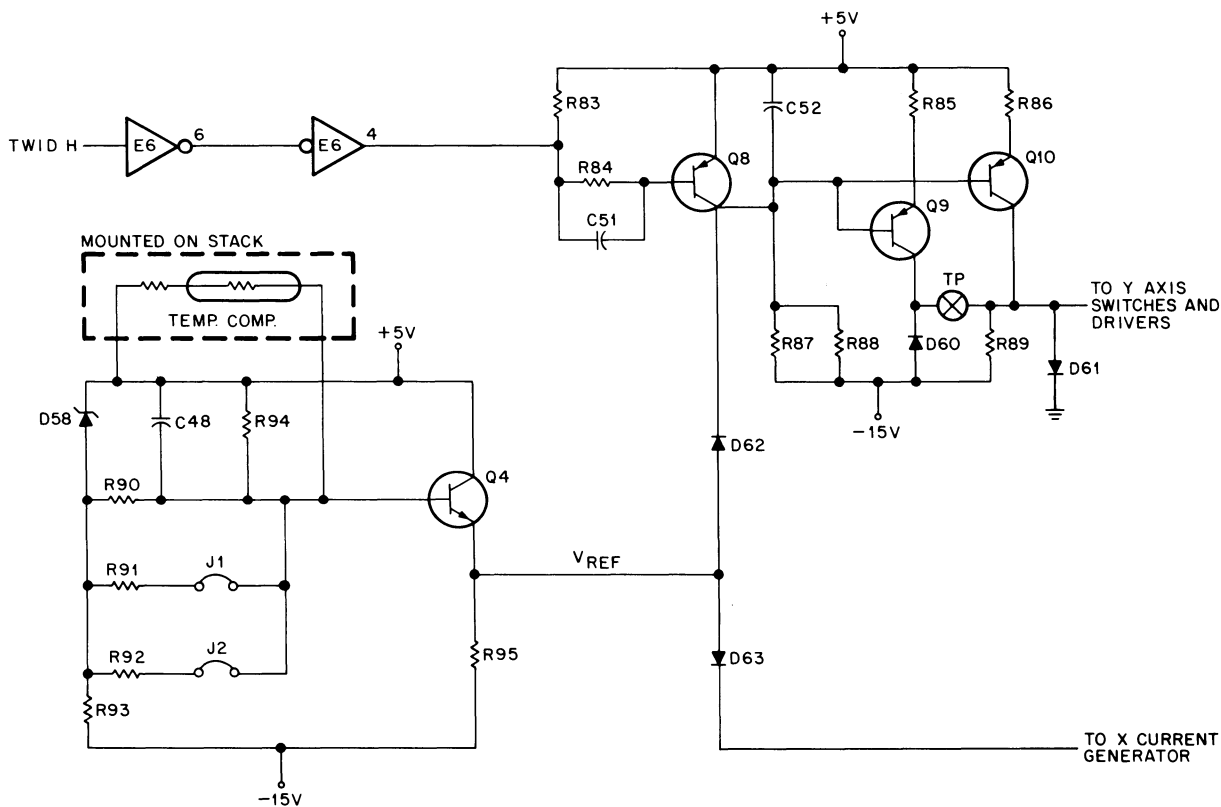 +5V
R83
C52
R85
R86
TWID H
E6
6
E6
4
Q8
Q10
R84
C51
Q9
MOUNTED ON STACK
TEMP. COMP.
TP
TO Y AXIS
SWITCHES AND
DRIVERS
+5V
R87
R88
D60
R89
D61
-15V
D58
C48
R94
D62
R90
Q4
R91
J1
VREF
R92
J2
R95
D63
R93
-15V
TO X CURRENT
GENERATOR